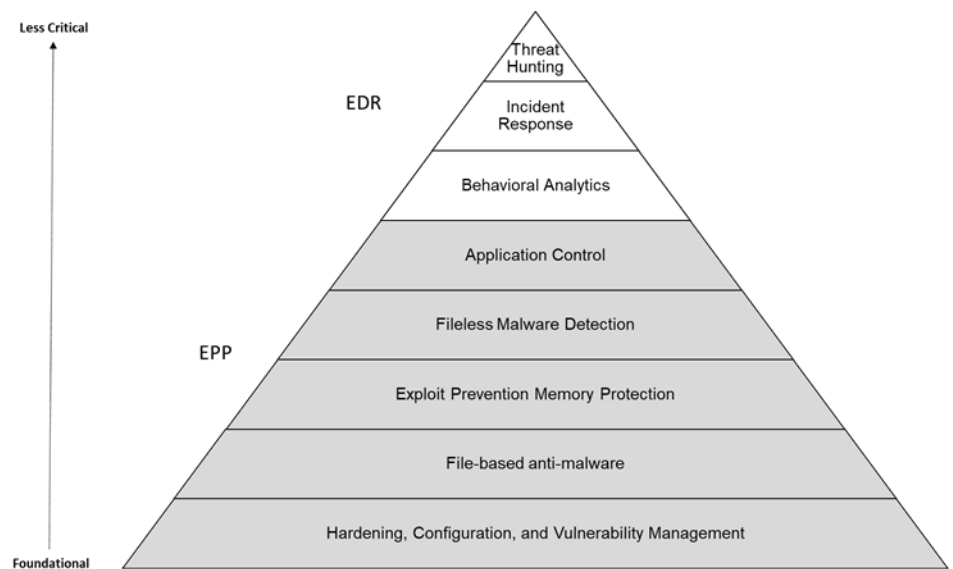 Less Critical
Threat
Hunting
EDR
Incident
Response
Behavioral Analytics
Application Control
Fileless Malware Detection
EPP
Exploit Prevention Memory Protection
File-based anti-malware
Hardening, Configuration, and Vulnerability Management
Foundational